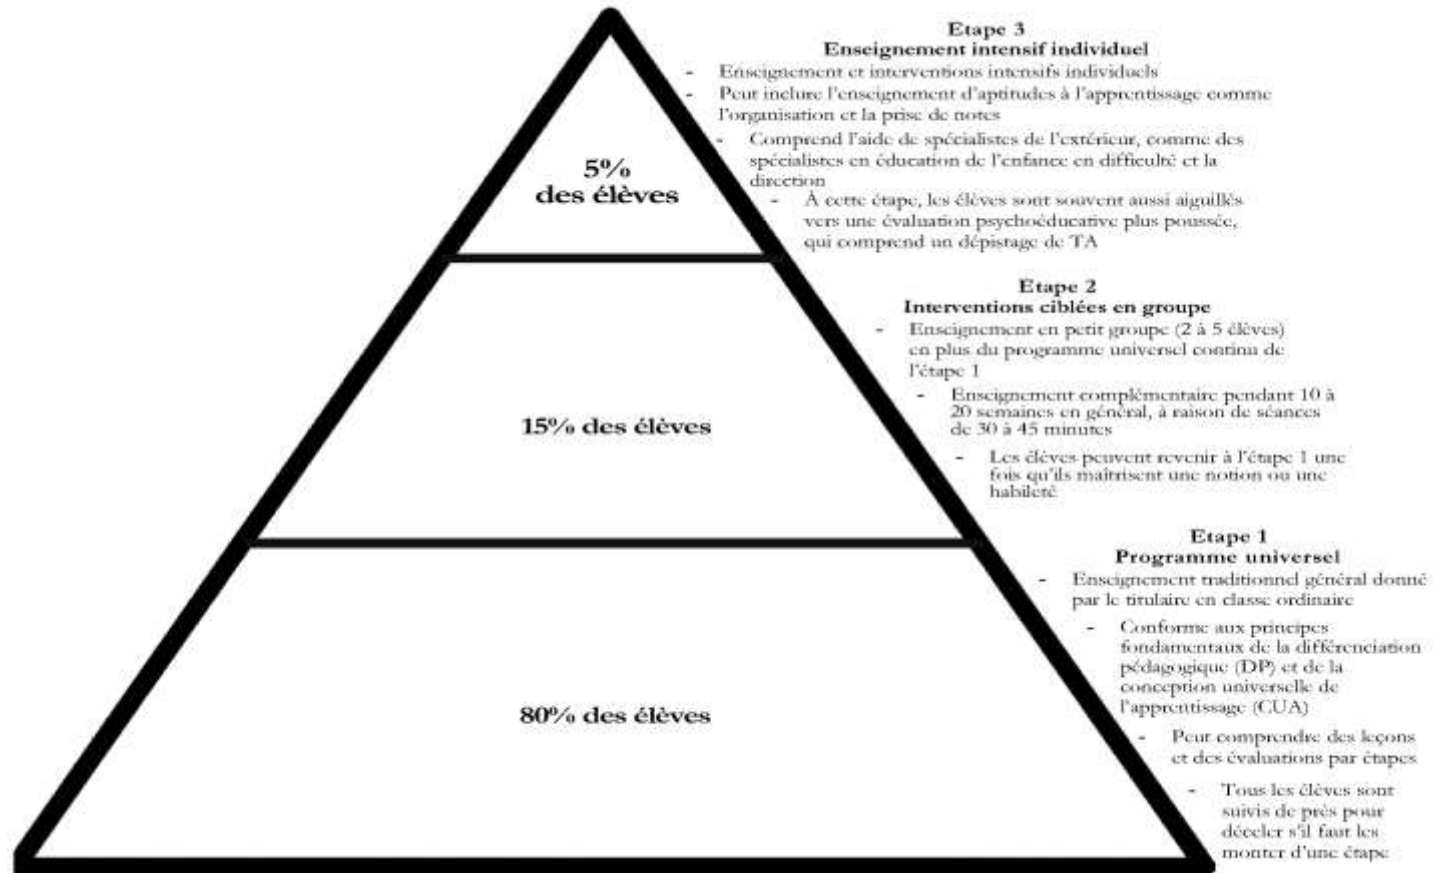 Etape 3
Enseignement intensif individuel
- Enseignement et interventions intensifs individuels
- Peut inclure l'enseignement d'aptitudes à l'apprentissage comme
l'organisation et la prise de notes
- Comprend l'aide de spécialistes de l'extérieur, comme des
spécialistes en éducation de l'enfance en difficulté et la
direction
- À cette étape, les élèves sont souvent aussi aiguillés
vers une évaluation psychoéducative plus poussée,
qui comprend un dépistage de TA
5%
des élèves
Etape 2
Interventions ciblées en groupe
- Enseignement en petit groupe (2 à 5 élèves)
en plus du programme universel continu de
l'étape 1
- Enseignement complémentaire pendant 10 à
20 semaines en général, à raison de séances
de 30 à 45 minutes
- Les élèves peuvent revenir à l'étape 1 une
fois qu'ils maîtrisent une notion ou une
habileté
15% des élèves
Etape 1
Programme universel
- Enseignement traditionnel général donné
par le titulaire en classe ordinaire
- Conforme aux principes
fondamentaux de la différenciation
pédagogique (DP) et de la
conception universelle de
l'apprentissage (CUA)
- Peut comprendre des leçons
et des évaluations par étapes
- Tous les élèves sont
suivis de près pour
déceler s'il faut les
monter d'une étape
80% des élèves